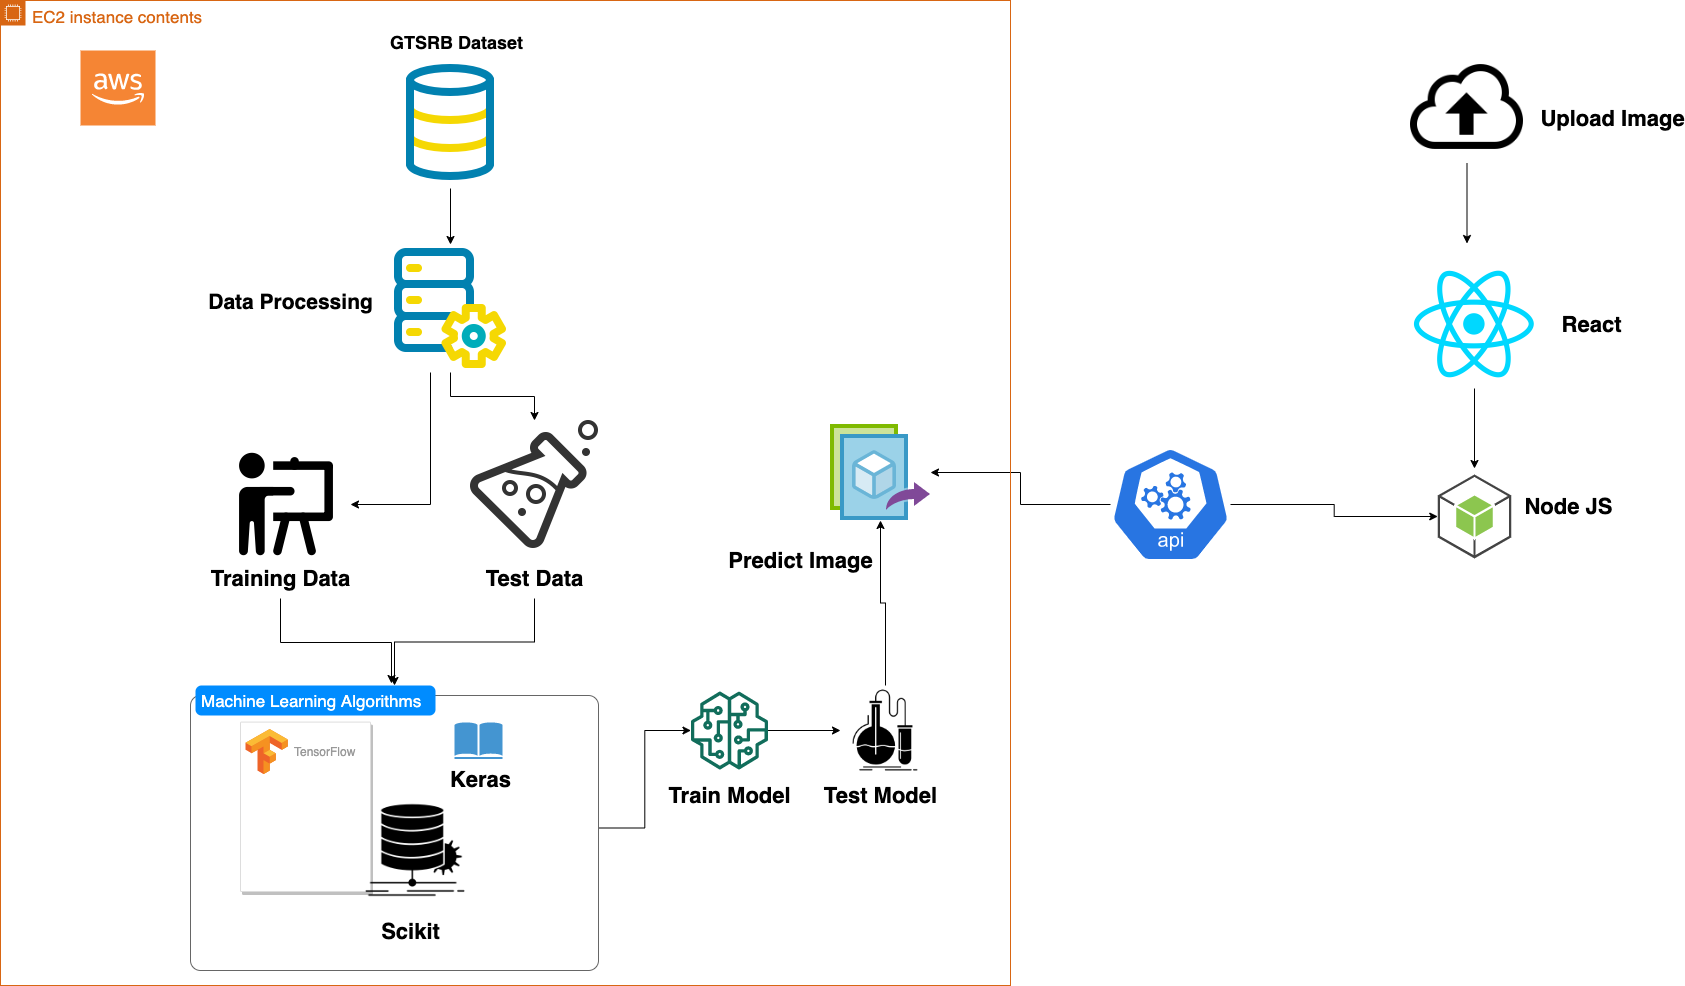 EC2 instance contents
aws
GTSRB Dataset
Upload Image
Data Processing
React
Node JS
api
Predict Image
Training Data
Test Data
Machine Learning Algorithms
TensorFlow
Keras
Train Model
Test Model
Scikit